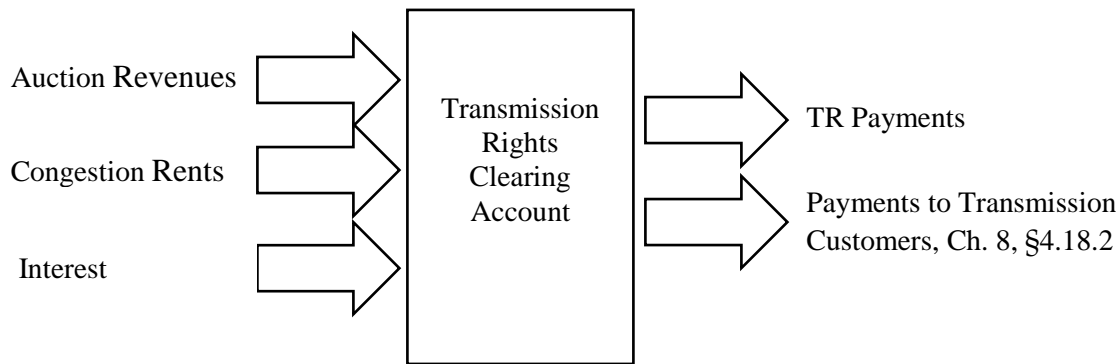 Auction Revenues
Congestion Rents
Interest
Transmission
Rights
Clearing
Account
TR Payments
Payments to Transmission
Customers, Ch. 8, §4.18.2